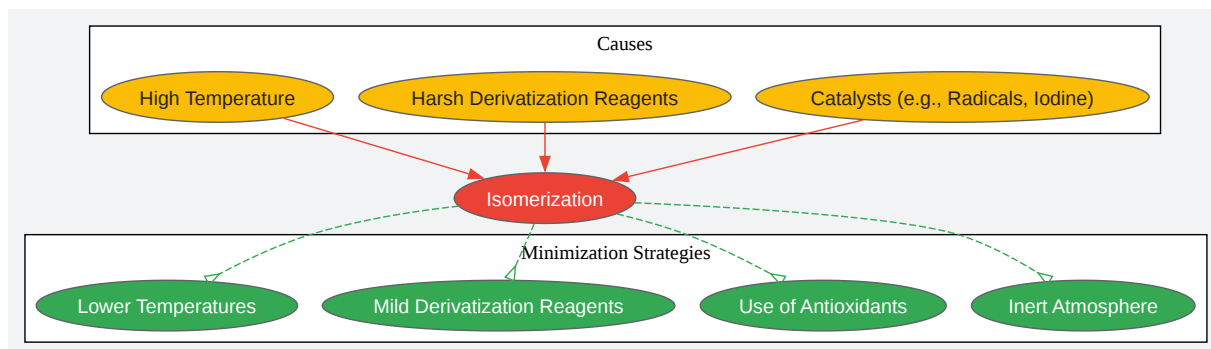 Causes
High Temperature
Harsh Derivatization Reagents
Catalysts (e.g., Radicals, Iodine)
Isomerization
Minimization Strategies
Lower Temperatures
Mild Derivatization Reagents
Use of Antioxidants
Inert Atmosphere